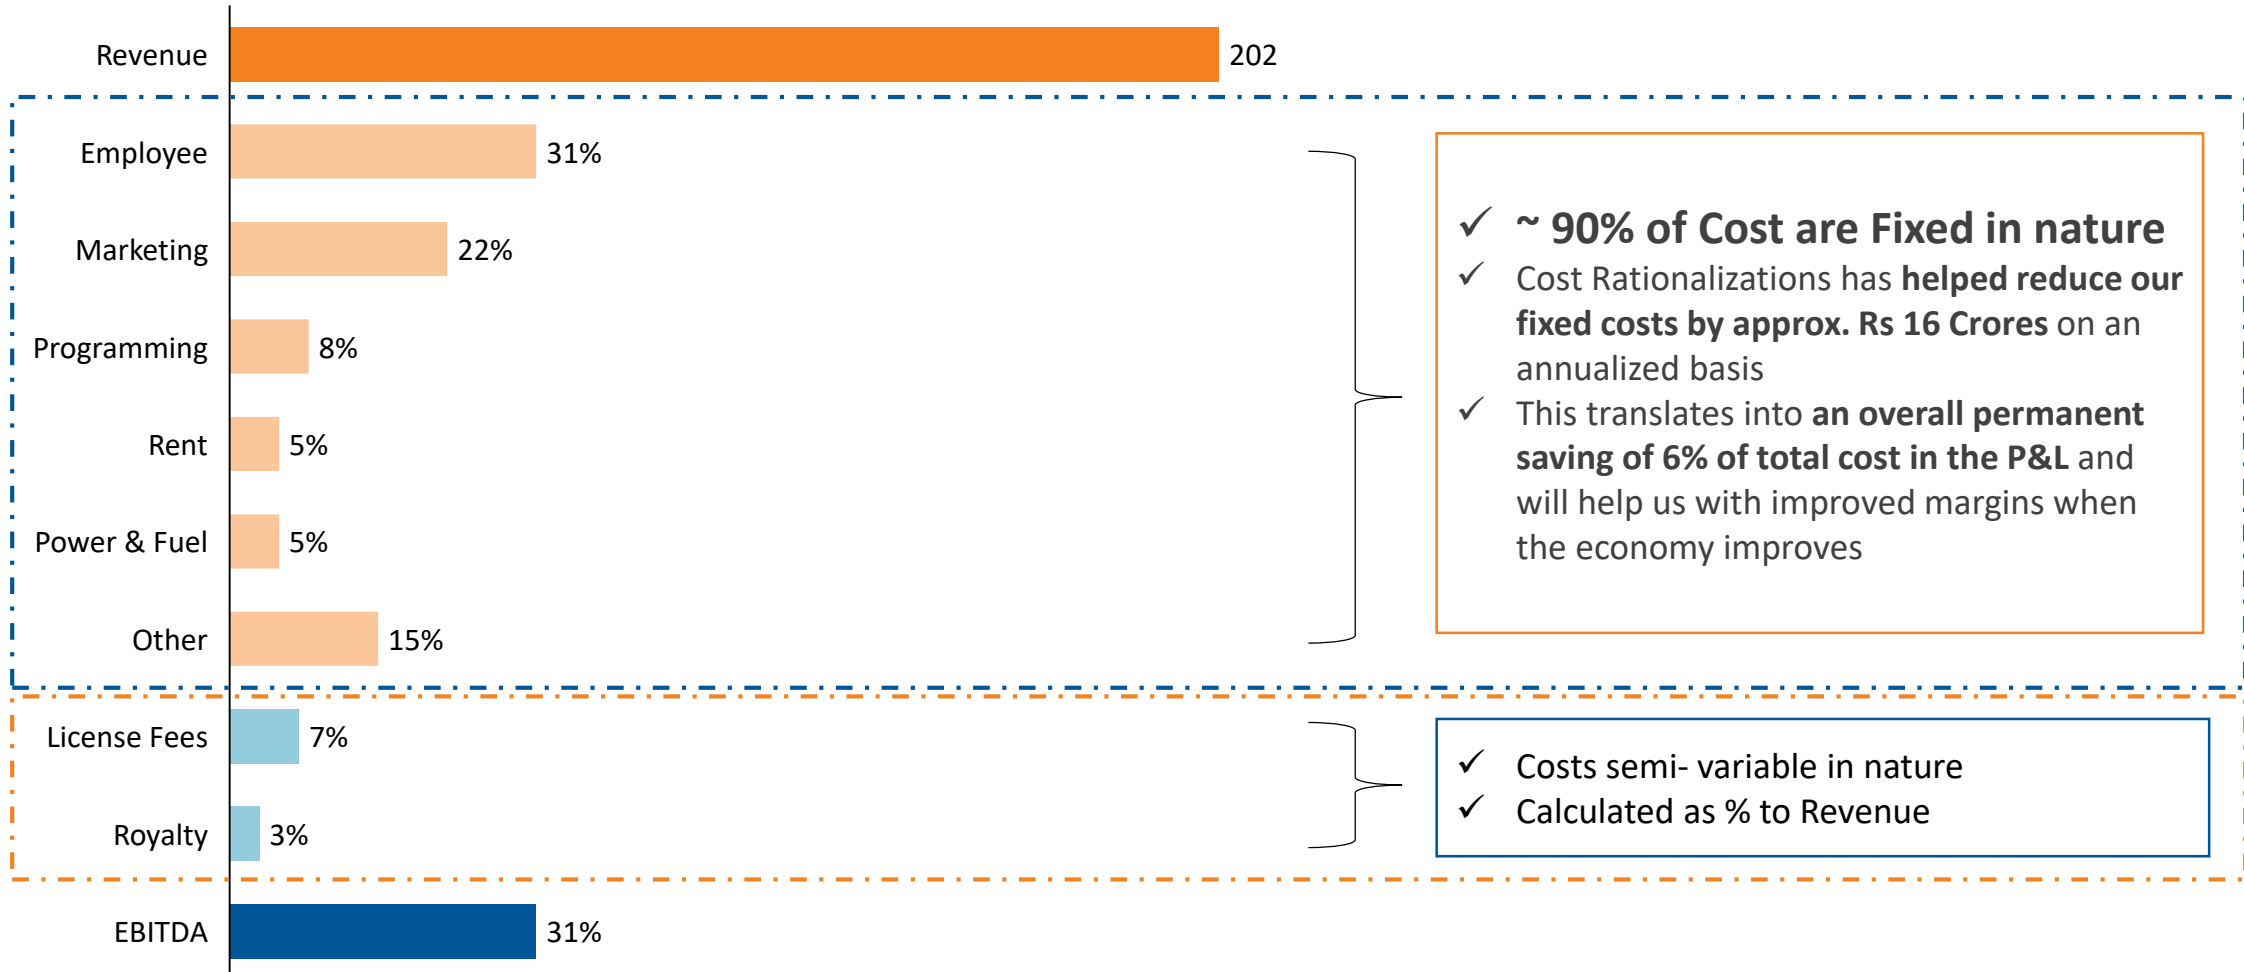 Revenue
202
Employee
31%
Marketing
22%
Programming
8%
Rent
5%
Power & Fuel
5%
Other
15%
✓ ~ 90% of Cost are Fixed in nature
✓ Cost Rationalizations has helped reduce our
fixed costs by approx. Rs 16 Crores on an
annualized basis
✓ This translates into an overall permanent
saving of 6% of total cost in the P&L and
will help us with improved margins when
the economy improves
License Fees
7%
Royalty
3%
✓ Costs semi- variable in nature
✓ Calculated as % to Revenue
EBITDA
31%